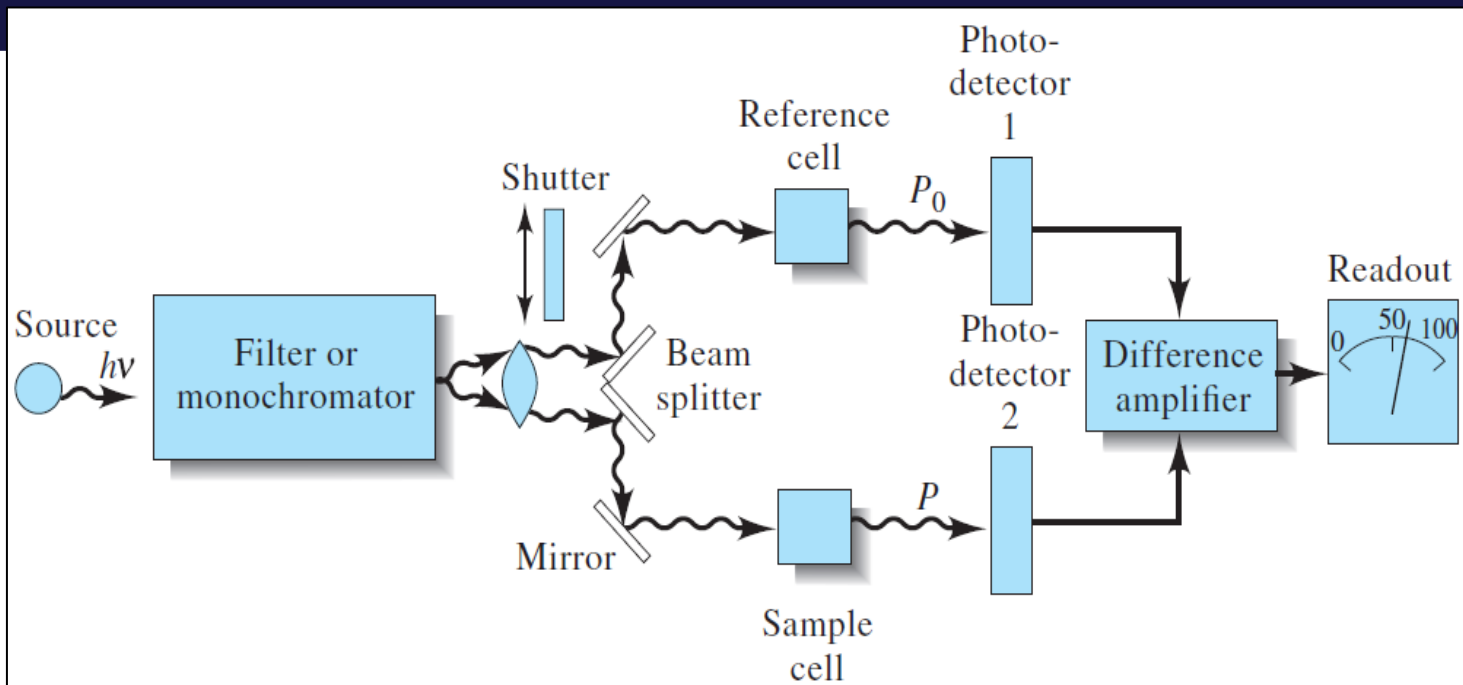 Photo-
detector
1
Reference
cell
Shutter
P₀
Readout
Source
hν
Filter or
monochromator
Beam
splitter
Photo-
detector
2
Difference
amplifier
0 50 100
P
Mirror
Sample
cell